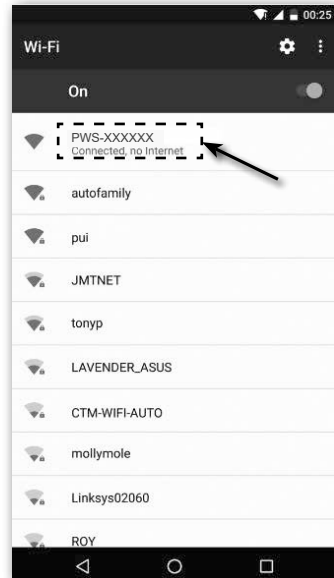 00:25
Wi-Fi
On
PWS-XXXXXX
Connected, no Internet
autofamily
pui
JMTNET
tonyp
LAVENDER_ASUS
CTM-WIFI-AUTO
mollymole
Linksys02060
ROY